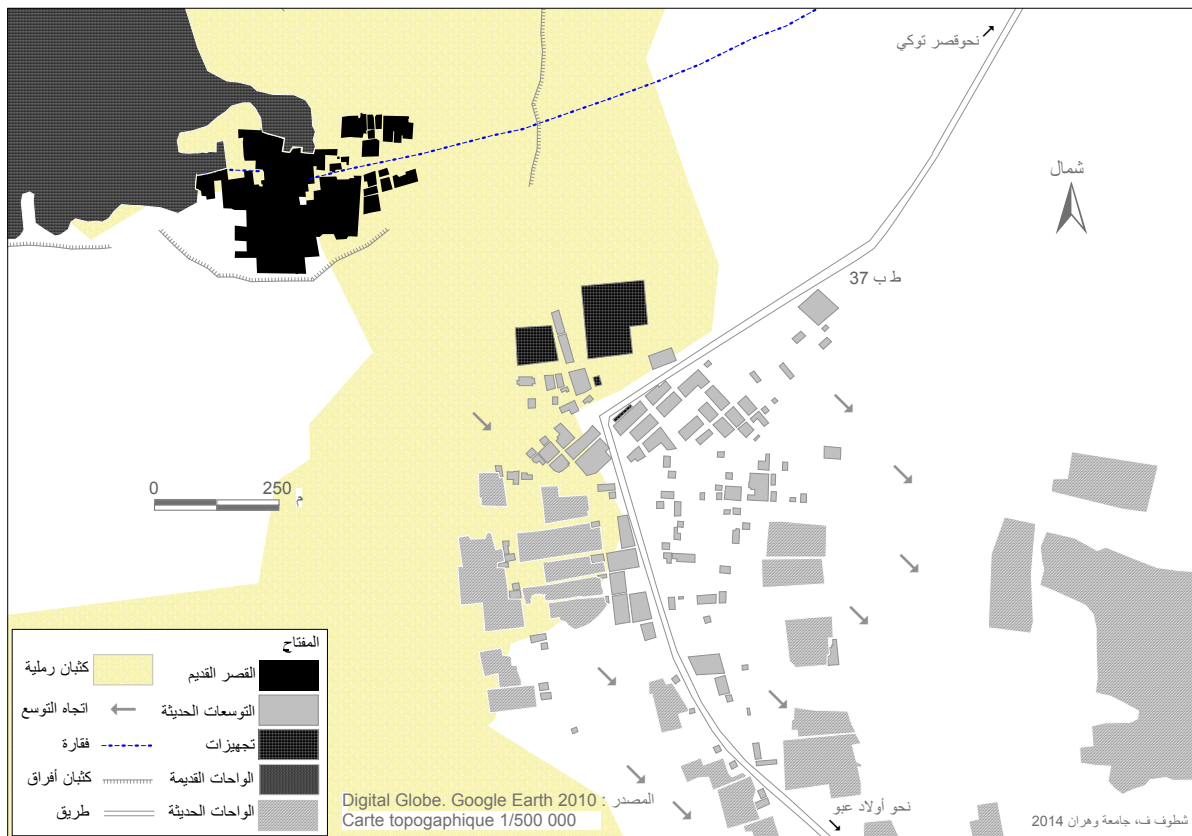 نحوقصر توكي
شمال
ط ب 37
0 250 م
المفتاح
القصر القديم
كثبان رملية
التوسعات الحديثة
اتجاه التوسع
تجهيزات
فقارة
الواحات القديمة
كثبان أفراق
الواحات الحديثة
طريق
المصدر : Digital Globe. Google Earth 2010
Carte topogaphique 1/500 000
نحو أولاد عبو
شطوف ف، جامعة وهران 2014